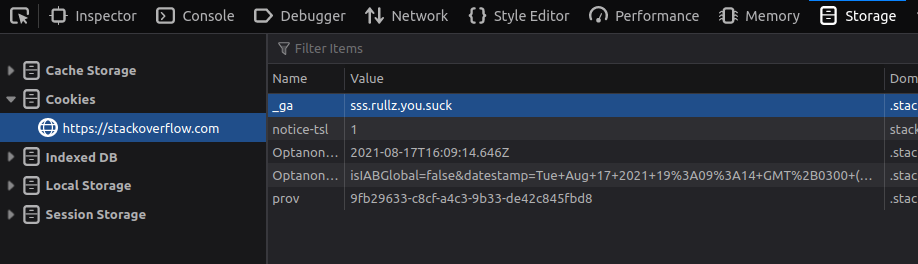 Inspector Console Debugger Network Style Editor Performance Memory Storage
Filter Items
Cache Storage
Cookies
https://stackoverflow.com
Indexed DB
Local Storage
Session Storage
Name Value Dom
_ga sss.rullz.you.suck .stac
notice-tsl 1 stack
Optanon... 2021-08-17T16:09:14.646Z .stac
Optanon... isIABGlobal=false&datestamp=Tue+Aug+17+2021+19%3A09%3A14+GMT%2B0300+(... .stac
prov 9fb29633-c8cf-a4c3-9b33-de42c845fbd8 .stac